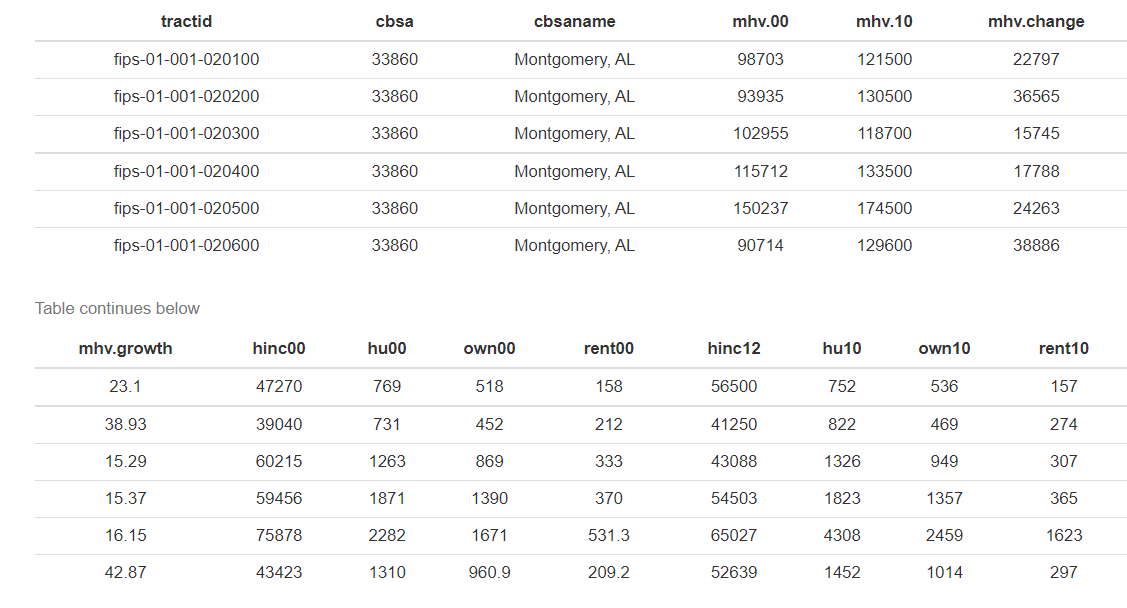 tractid cbsa cbsaname mhv.00 mhv.10 mhv.change
fips-01-001-020100 33860 Montgomery, AL 98703 121500 22797
fips-01-001-020200 33860 Montgomery, AL 93935 130500 36565
fips-01-001-020300 33860 Montgomery, AL 102955 118700 15745
fips-01-001-020400 33860 Montgomery, AL 115712 133500 17788
fips-01-001-020500 33860 Montgomery, AL 150237 174500 24263
fips-01-001-020600 33860 Montgomery, AL 90714 129600 38886
Table continues below
mhv.growth hinc00 hu00 own00 rent00 hinc12 hu10 own10 rent10
23.1 47270 769 518 158 56500 752 536 157
38.93 39040 731 452 212 41250 822 469 274
15.29 60215 1263 869 333 43088 1326 949 307
15.37 59456 1871 1390 370 54503 1823 1357 365
16.15 75878 2282 1671 531.3 65027 4308 2459 1623
42.87 43423 1310 960.9 209.2 52639 1452 1014 297